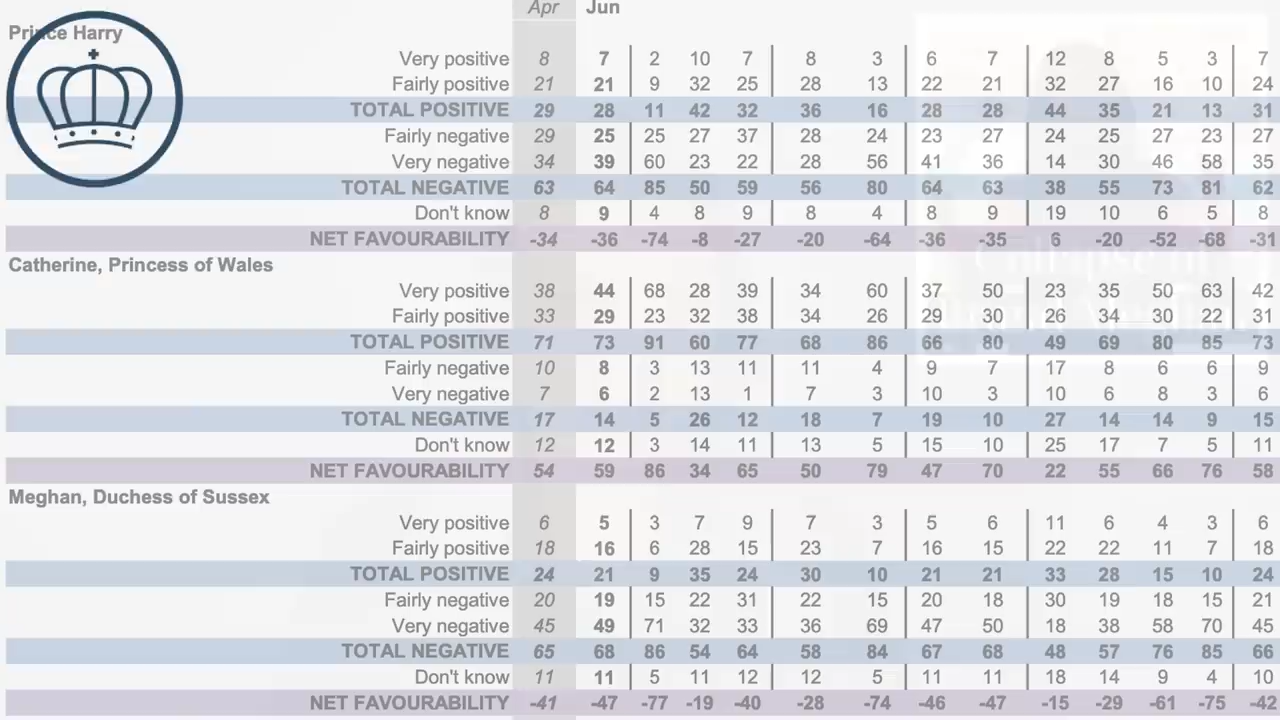 Apr Jun
Prince Harry
Very positive 8 7 2 10 7 8 3 6 7 12 8 5 3 7
Fairly positive 21 21 9 32 25 28 13 22 21 32 27 16 10 24
TOTAL POSITIVE 29 28 11 42 32 36 16 28 28 44 35 21 13 31
Fairly negative 29 25 25 27 37 28 24 23 27 24 25 27 23 27
Very negative 34 39 60 23 22 28 56 41 36 14 30 46 58 35
TOTAL NEGATIVE 63 64 85 50 59 56 80 64 63 38 55 73 81 62
Don't know 8 9 4 8 9 8 4 8 9 19 10 6 5 8
NET FAVOURABILITY -34 -36 -74 -8 -27 -20 -64 -36 -35 6 -20 -52 -68 -31
Catherine, Princess of Wales
Very positive 38 44 68 28 39 34 60 37 50 23 35 50 63 42
Fairly positive 33 29 23 32 38 34 26 29 30 26 34 30 22 31
TOTAL POSITIVE 71 73 91 60 77 68 86 66 80 49 69 80 85 73
Fairly negative 10 8 3 13 11 11 4 9 7 17 8 6 6 9
Very negative 7 6 2 13 1 7 3 10 3 10 6 8 3 6
TOTAL NEGATIVE 17 14 5 26 12 18 7 19 10 27 14 14 9 15
Don't know 12 12 3 14 11 13 5 15 10 25 17 7 5 11
NET FAVOURABILITY 54 59 86 34 65 50 79 47 70 22 55 66 76 58
Meghan, Duchess of Sussex
Very positive 6 5 3 7 9 7 3 5 6 11 6 4 3 6
Fairly positive 18 16 6 28 15 23 7 16 15 22 22 11 7 18
TOTAL POSITIVE 24 21 9 35 24 30 10 21 21 33 28 15 10 24
Fairly negative 20 19 15 22 31 22 15 20 18 30 19 18 15 21
Very negative 45 49 71 32 33 36 69 47 50 18 38 58 70 45
TOTAL NEGATIVE 65 68 86 54 64 58 84 67 68 48 57 76 85 66
Don't know 11 11 5 11 12 12 5 11 11 18 14 9 4 10
NET FAVOURABILITY -41 -47 -77 -19 -40 -28 -74 -46 -47 -15 -29 -61 -75 -42
Collapse of